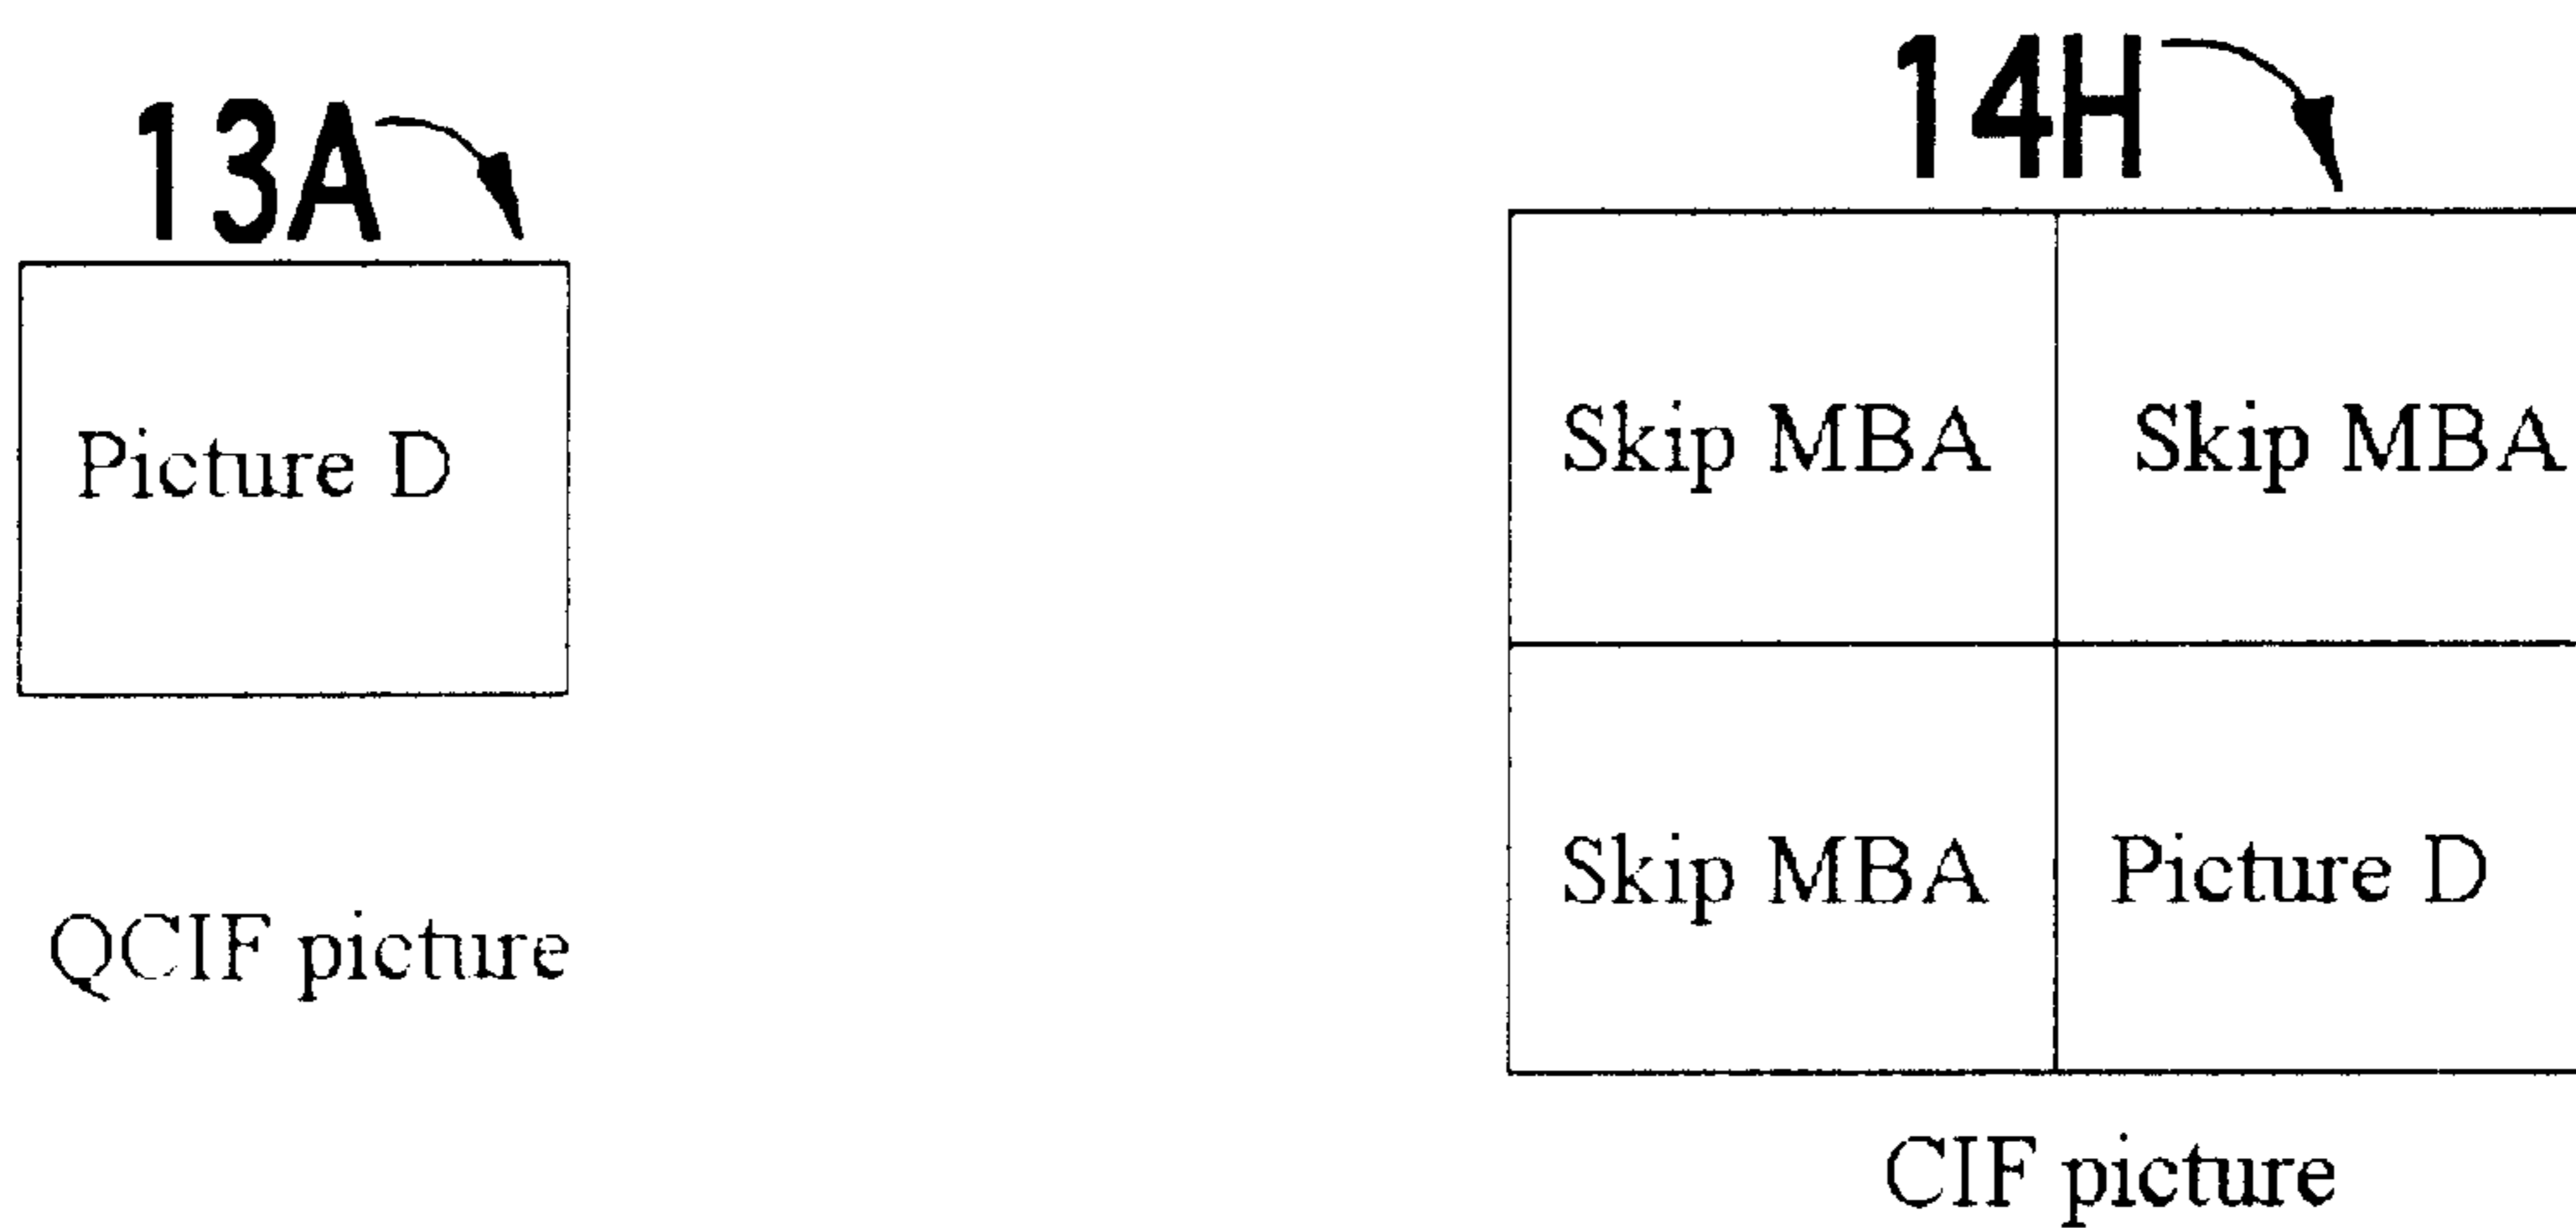 13A
Picture D
QCIF picture
14H
Skip MBA Skip MBA
Skip MBA Picture D
CIF picture